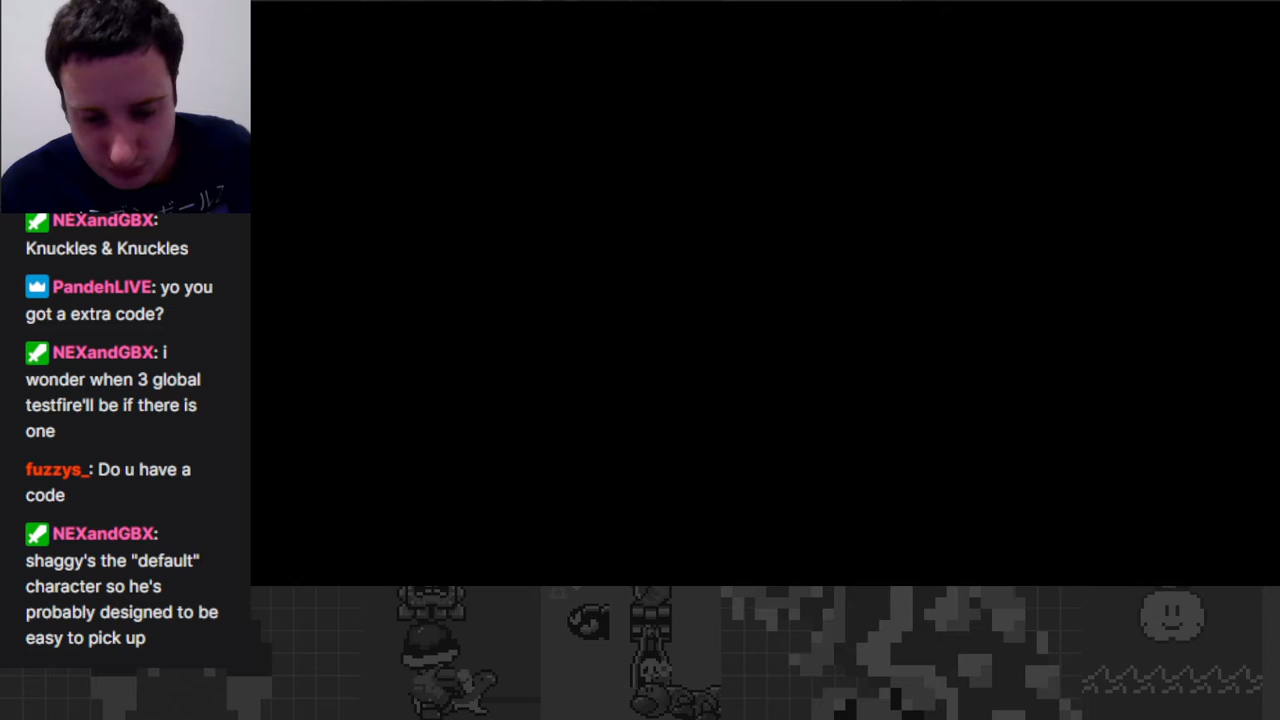 NEXandGBX:
Knuckles & Knuckles
PandehLIVE: yo you
got a extra code?
NEXandGBX: i
wonder when 3 global
testfire'll be if there is
one
fuzzys_: Do u have a
code
NEXandGBX:
shaggy's the "default"
character so he's
probably designed to be
easy to pick up